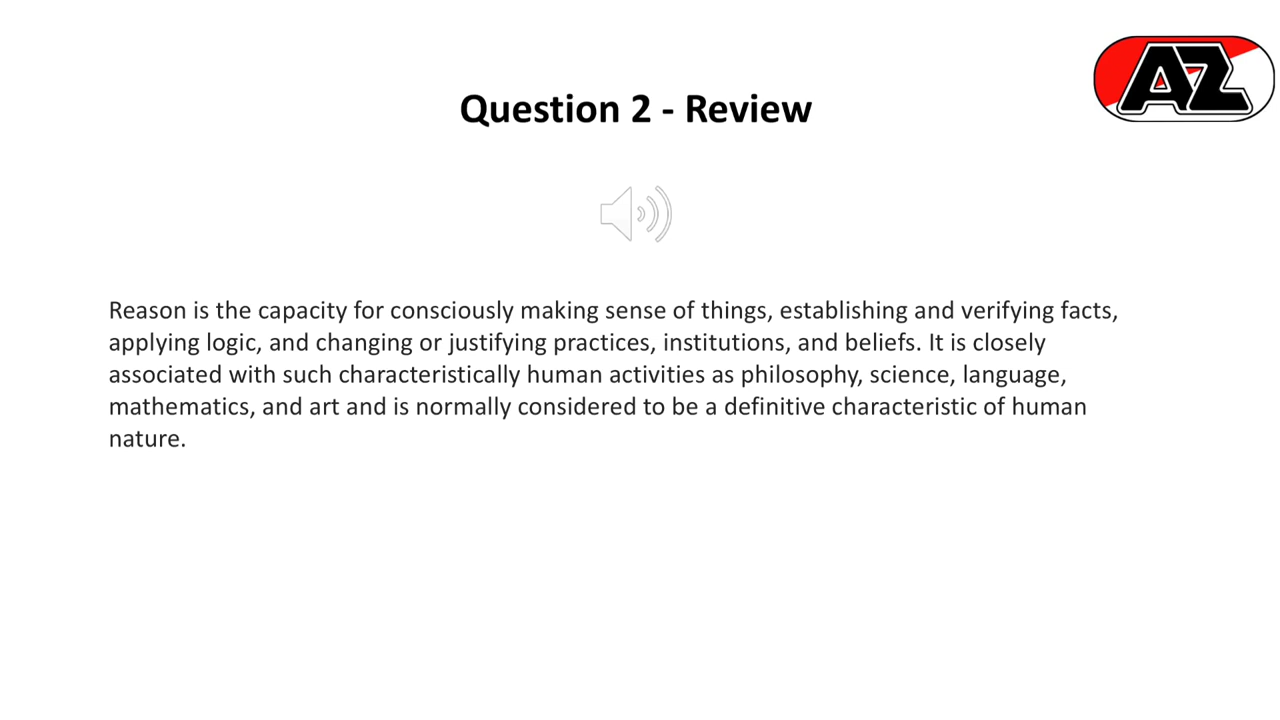 AZ
Question 2 - Review
Reason is the capacity for consciously making sense of things, establishing and verifying facts,
applying logic, and changing or justifying practices, institutions, and beliefs. It is closely
associated with such characteristically human activities as philosophy, science, language,
mathematics, and art and is normally considered to be a definitive characteristic of human
nature.